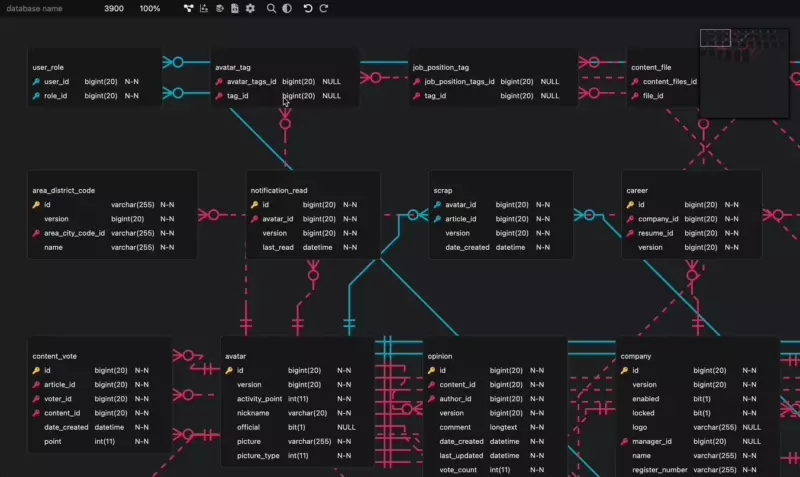 database name 3900 100%
user_role
user_id bigint(20) N-N
role_id bigint(20) N-N
avatar_tag
avatar_tags_id bigint(20) NULL
tag_id bigint(20) NULL
job_position_tag
job_position_tags_id bigint(20) NULL
tag_id bigint(20) NULL
content_file
content_files_id
file_id
area_district_code
id varchar(255) N-N
version bigint(20) N-N
area_city_code_id varchar(255) N-N
name varchar(255) N-N
notification_read
id bigint(20) N-N
avatar_id bigint(20) N-N
version bigint(20) N-N
last_read datetime N-N
scrap
avatar_id bigint(20) N-N
article_id bigint(20) N-N
version bigint(20) N-N
date_created datetime N-N
career
id bigint(20) N-N
company_id bigint(20) N-N
resume_id bigint(20) N-N
version bigint(20) N-N
content_vote
id bigint(20) N-N
article_id bigint(20) N-N
voter_id bigint(20) N-N
content_id bigint(20) N-N
date_created datetime N-N
point int(11) N-N
avatar
id bigint(20) N-N
version bigint(20) N-N
activity_point int(11) N-N
nickname varchar(20) N-N
official bit(1) NULL
picture varchar(255) N-N
picture_type int(11) N-N
opinion
id bigint(20) N-N
content_id bigint(20) N-N
author_id bigint(20) N-N
version bigint(20) N-N
comment longtext N-N
date_created datetime N-N
last_updated datetime N-N
vote_count int(11) N-N
company
id bigint(20) N-N
version bigint(20) N-N
enabled bit(1) N-N
locked bit(1) N-N
logo varchar(255) NULL
manager_id bigint(20) NULL
name varchar(255) N-N
register_number varchar(255) N-N